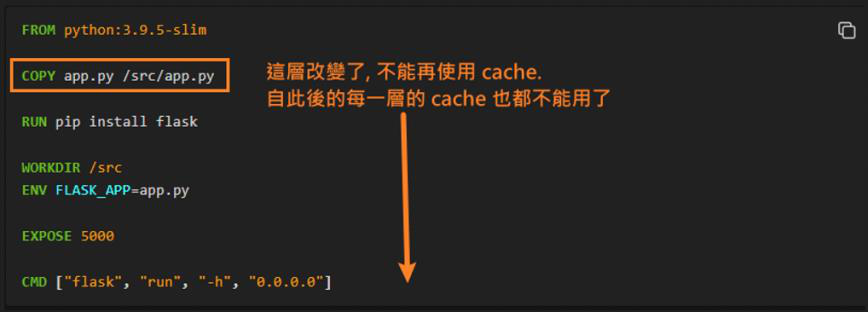 FROM python:3.9.5-slim
COPY app.py /src/app.py
這層改變了, 不能再使用 cache.
自此後的每一層的 cache 也都不能用了
RUN pip install flask
WORKDIR /src
ENV FLASK_APP=app.py
EXPOSE 5000
CMD ["flask", "run", "-h", "0.0.0.0"]